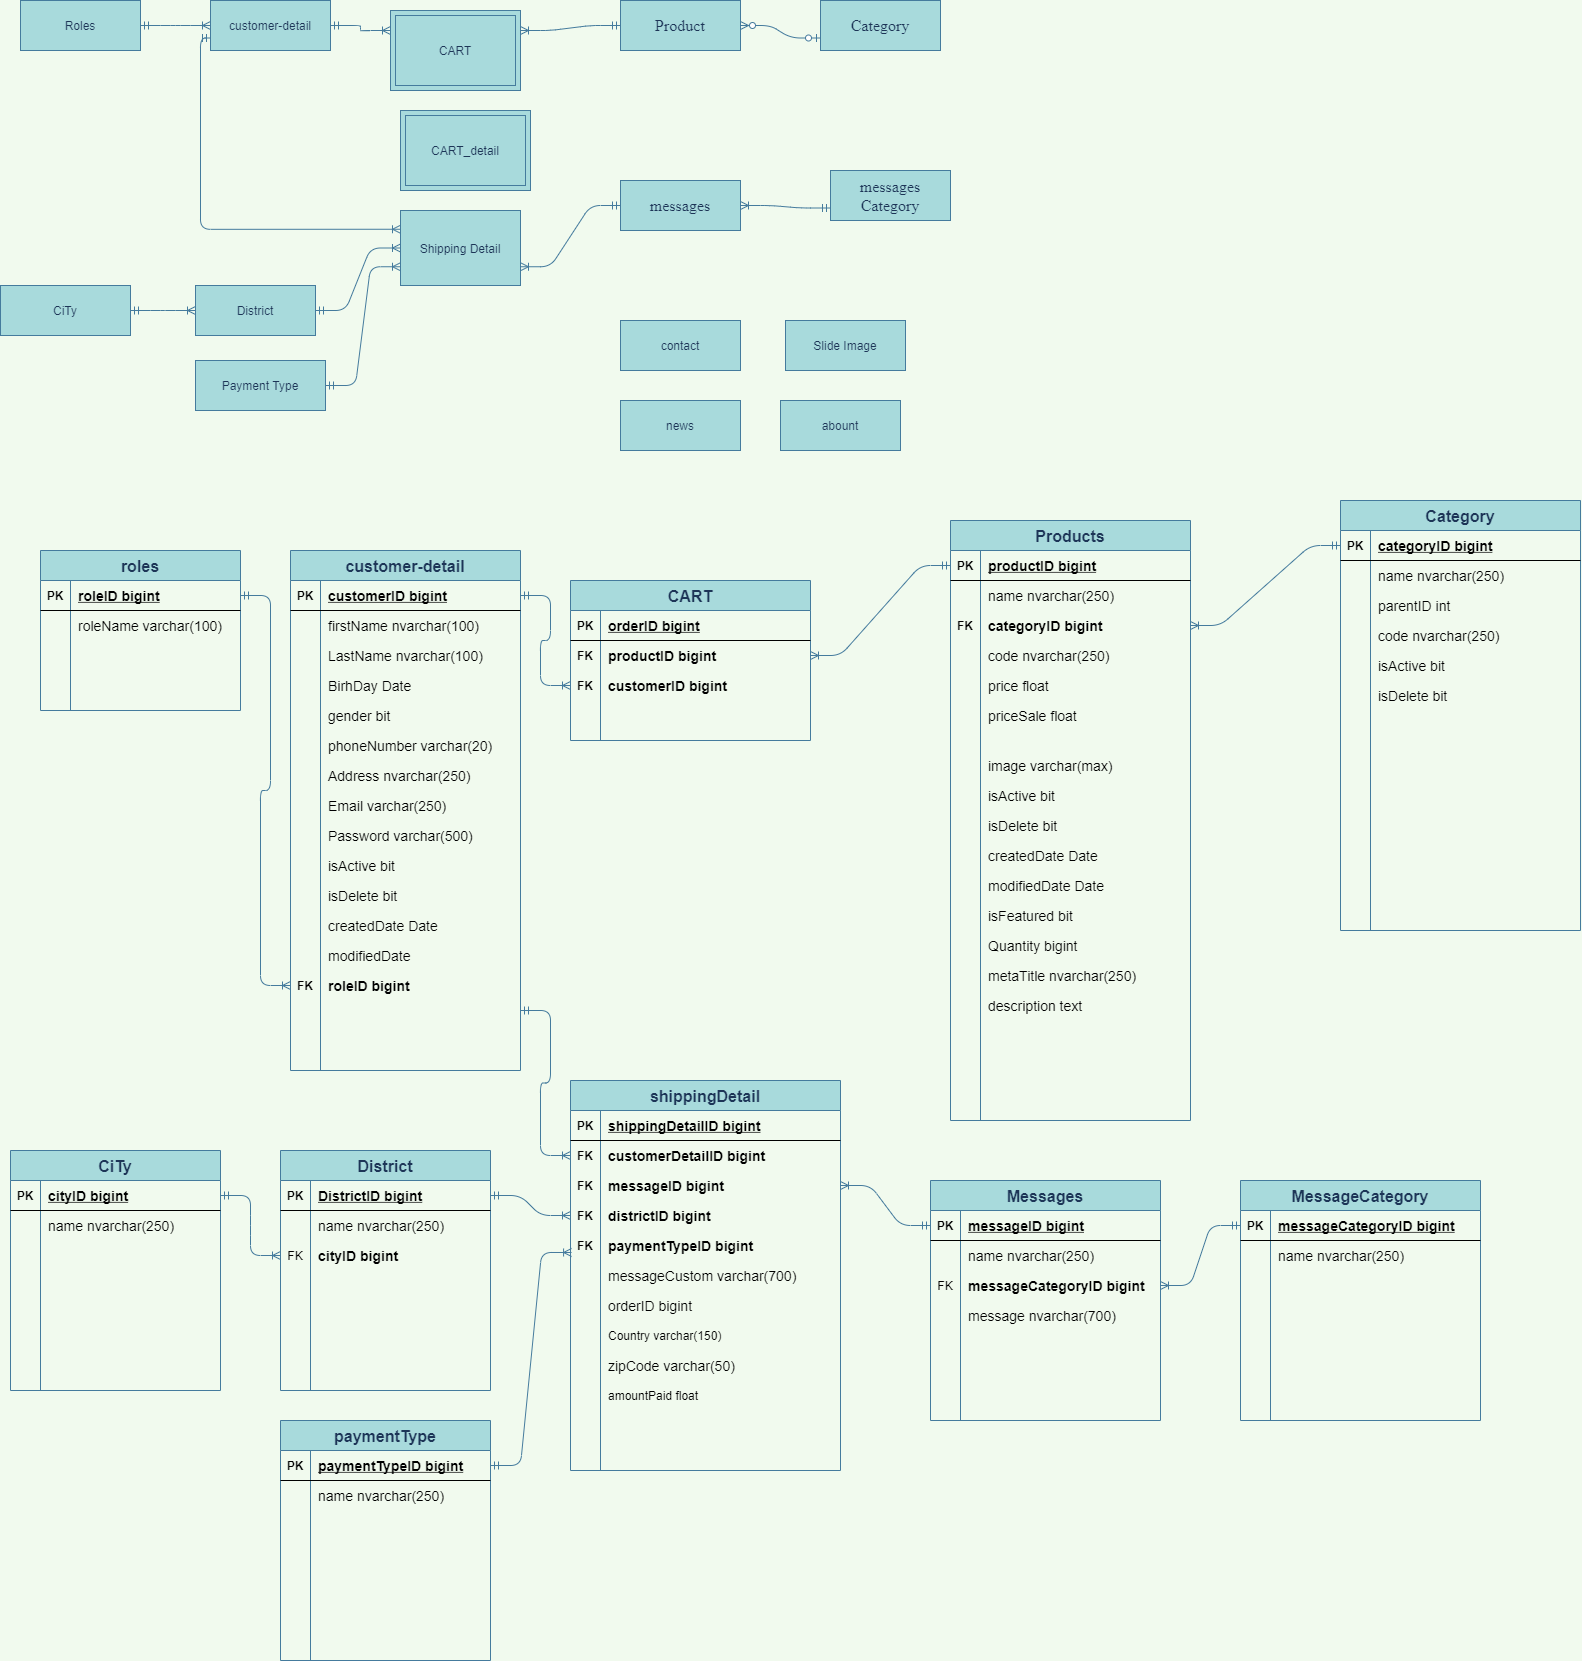 Roles
customer-detail
CART
Product
Category
CART_detail
Shipping Detail
messages
messages
Category
CiTy
District
Payment Type
contact
Slide Image
news
abount
roles
PK roleID bigint
roleName varchar(100)
customer-detail
PK customerID bigint
firstName nvarchar(100)
LastName nvarchar(100)
BirhDay Date
gender bit
phoneNumber varchar(20)
Address nvarchar(250)
Email varchar(250)
Password varchar(500)
isActive bit
isDelete bit
createdDate Date
modifiedDate
FK roleID bigint
CART
PK orderID bigint
FK productID bigint
FK customerID bigint
Products
PK productID bigint
name nvarchar(250)
FK categoryID bigint
code nvarchar(250)
price float
priceSale float
image varchar(max)
isActive bit
isDelete bit
createdDate Date
modifiedDate Date
isFeatured bit
Quantity bigint
metaTitle nvarchar(250)
description text
Category
PK categoryID bigint
name nvarchar(250)
parentID int
code nvarchar(250)
isActive bit
isDelete bit
CiTy
PK cityID bigint
name nvarchar(250)
District
PK DistrictID bigint
name nvarchar(250)
FK cityID bigint
shippingDetail
PK shippingDetailID bigint
FK customerDetailID bigint
FK messageID bigint
FK districtID bigint
FK paymentTypeID bigint
messageCustom varchar(700)
orderID bigint
Country varchar(150)
zipCode varchar(50)
amountPaid float
Messages
PK messageID bigint
name nvarchar(250)
FK messageCategoryID bigint
message nvarchar(700)
MessageCategory
PK messageCategoryID bigint
name nvarchar(250)
paymentType
PK paymentTypeID bigint
name nvarchar(250)